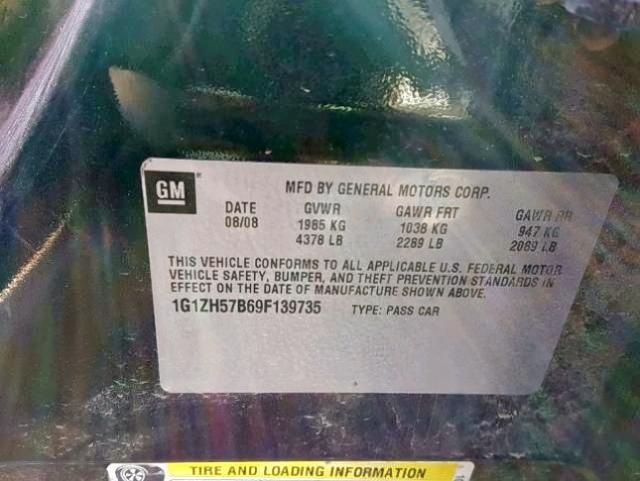 GM
MFD BY GENERAL MOTORS CORP.
DATE GVWR GAWR FRT GAWR RR
08/08 1985 KG 1038 KG 947 KG
4378 LB 2289 LB 2089 LB
THIS VEHICLE CONFORMS TO ALL APPLICABLE U.S. FEDERAL MOTOR
VEHICLE SAFETY, BUMPER, AND THEFT PREVENTION STANDARDS IN
EFFECT ON THE DATE OF MANUFACTURE SHOWN ABOVE.
1G1ZH57B69F139735 TYPE: PASS CAR
TIRE AND LOADING INFORMATION